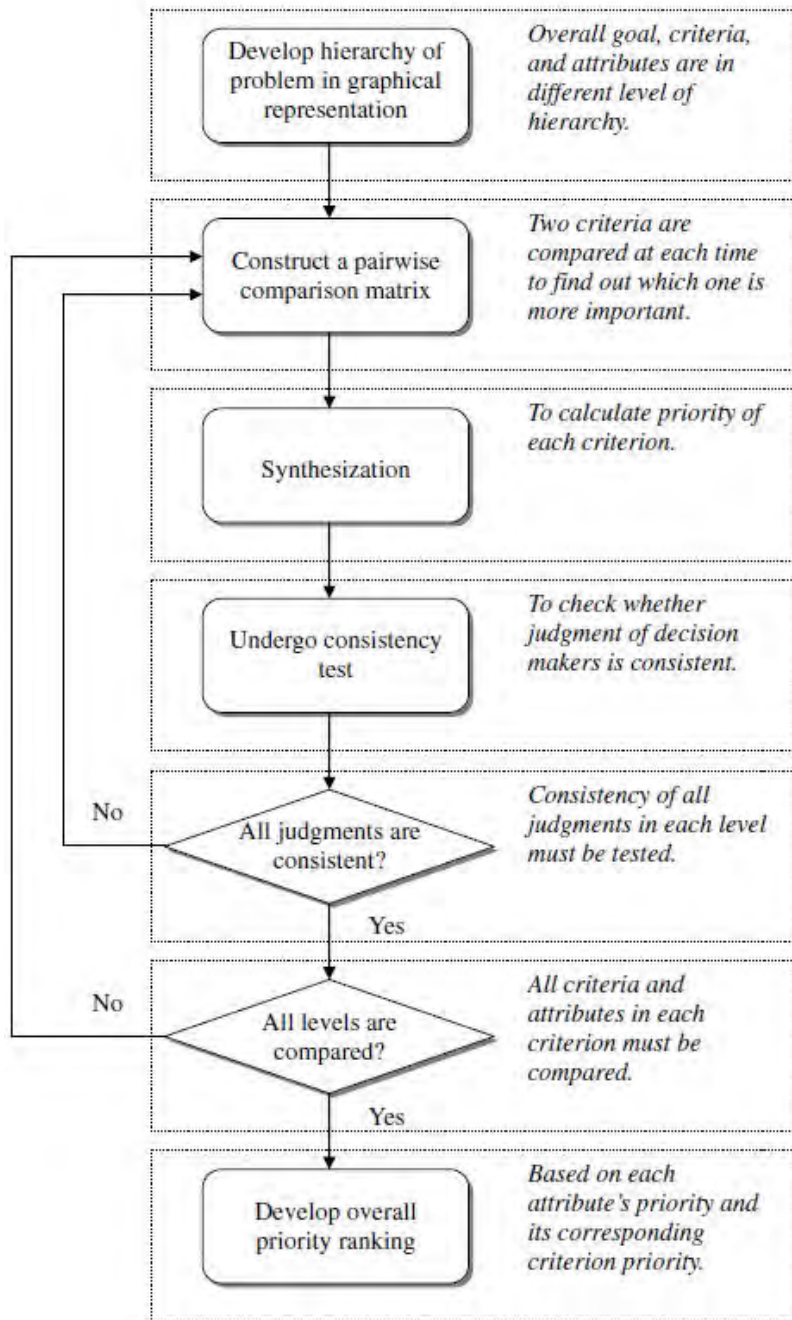 Develop hierarchy of
problem in graphical
representation
Overall goal, criteria,
and attributes are in
different level of
hierarchy.
Construct a pairwise
comparison matrix
Two criteria are
compared at each time
to find out which one is
more important.
Synthesization
To calculate priority of
each criterion.
Undergo consistency
test
To check whether
judgment of decision
makers is consistent.
No
All judgments are
consistent?
Consistency of all
judgments in each level
must be tested.
Yes
No
All levels are
compared?
All criteria and
attributes in each
criterion must be
compared.
Yes
Develop overall
priority ranking
Based on each
attribute's priority and
its corresponding
criterion priority.